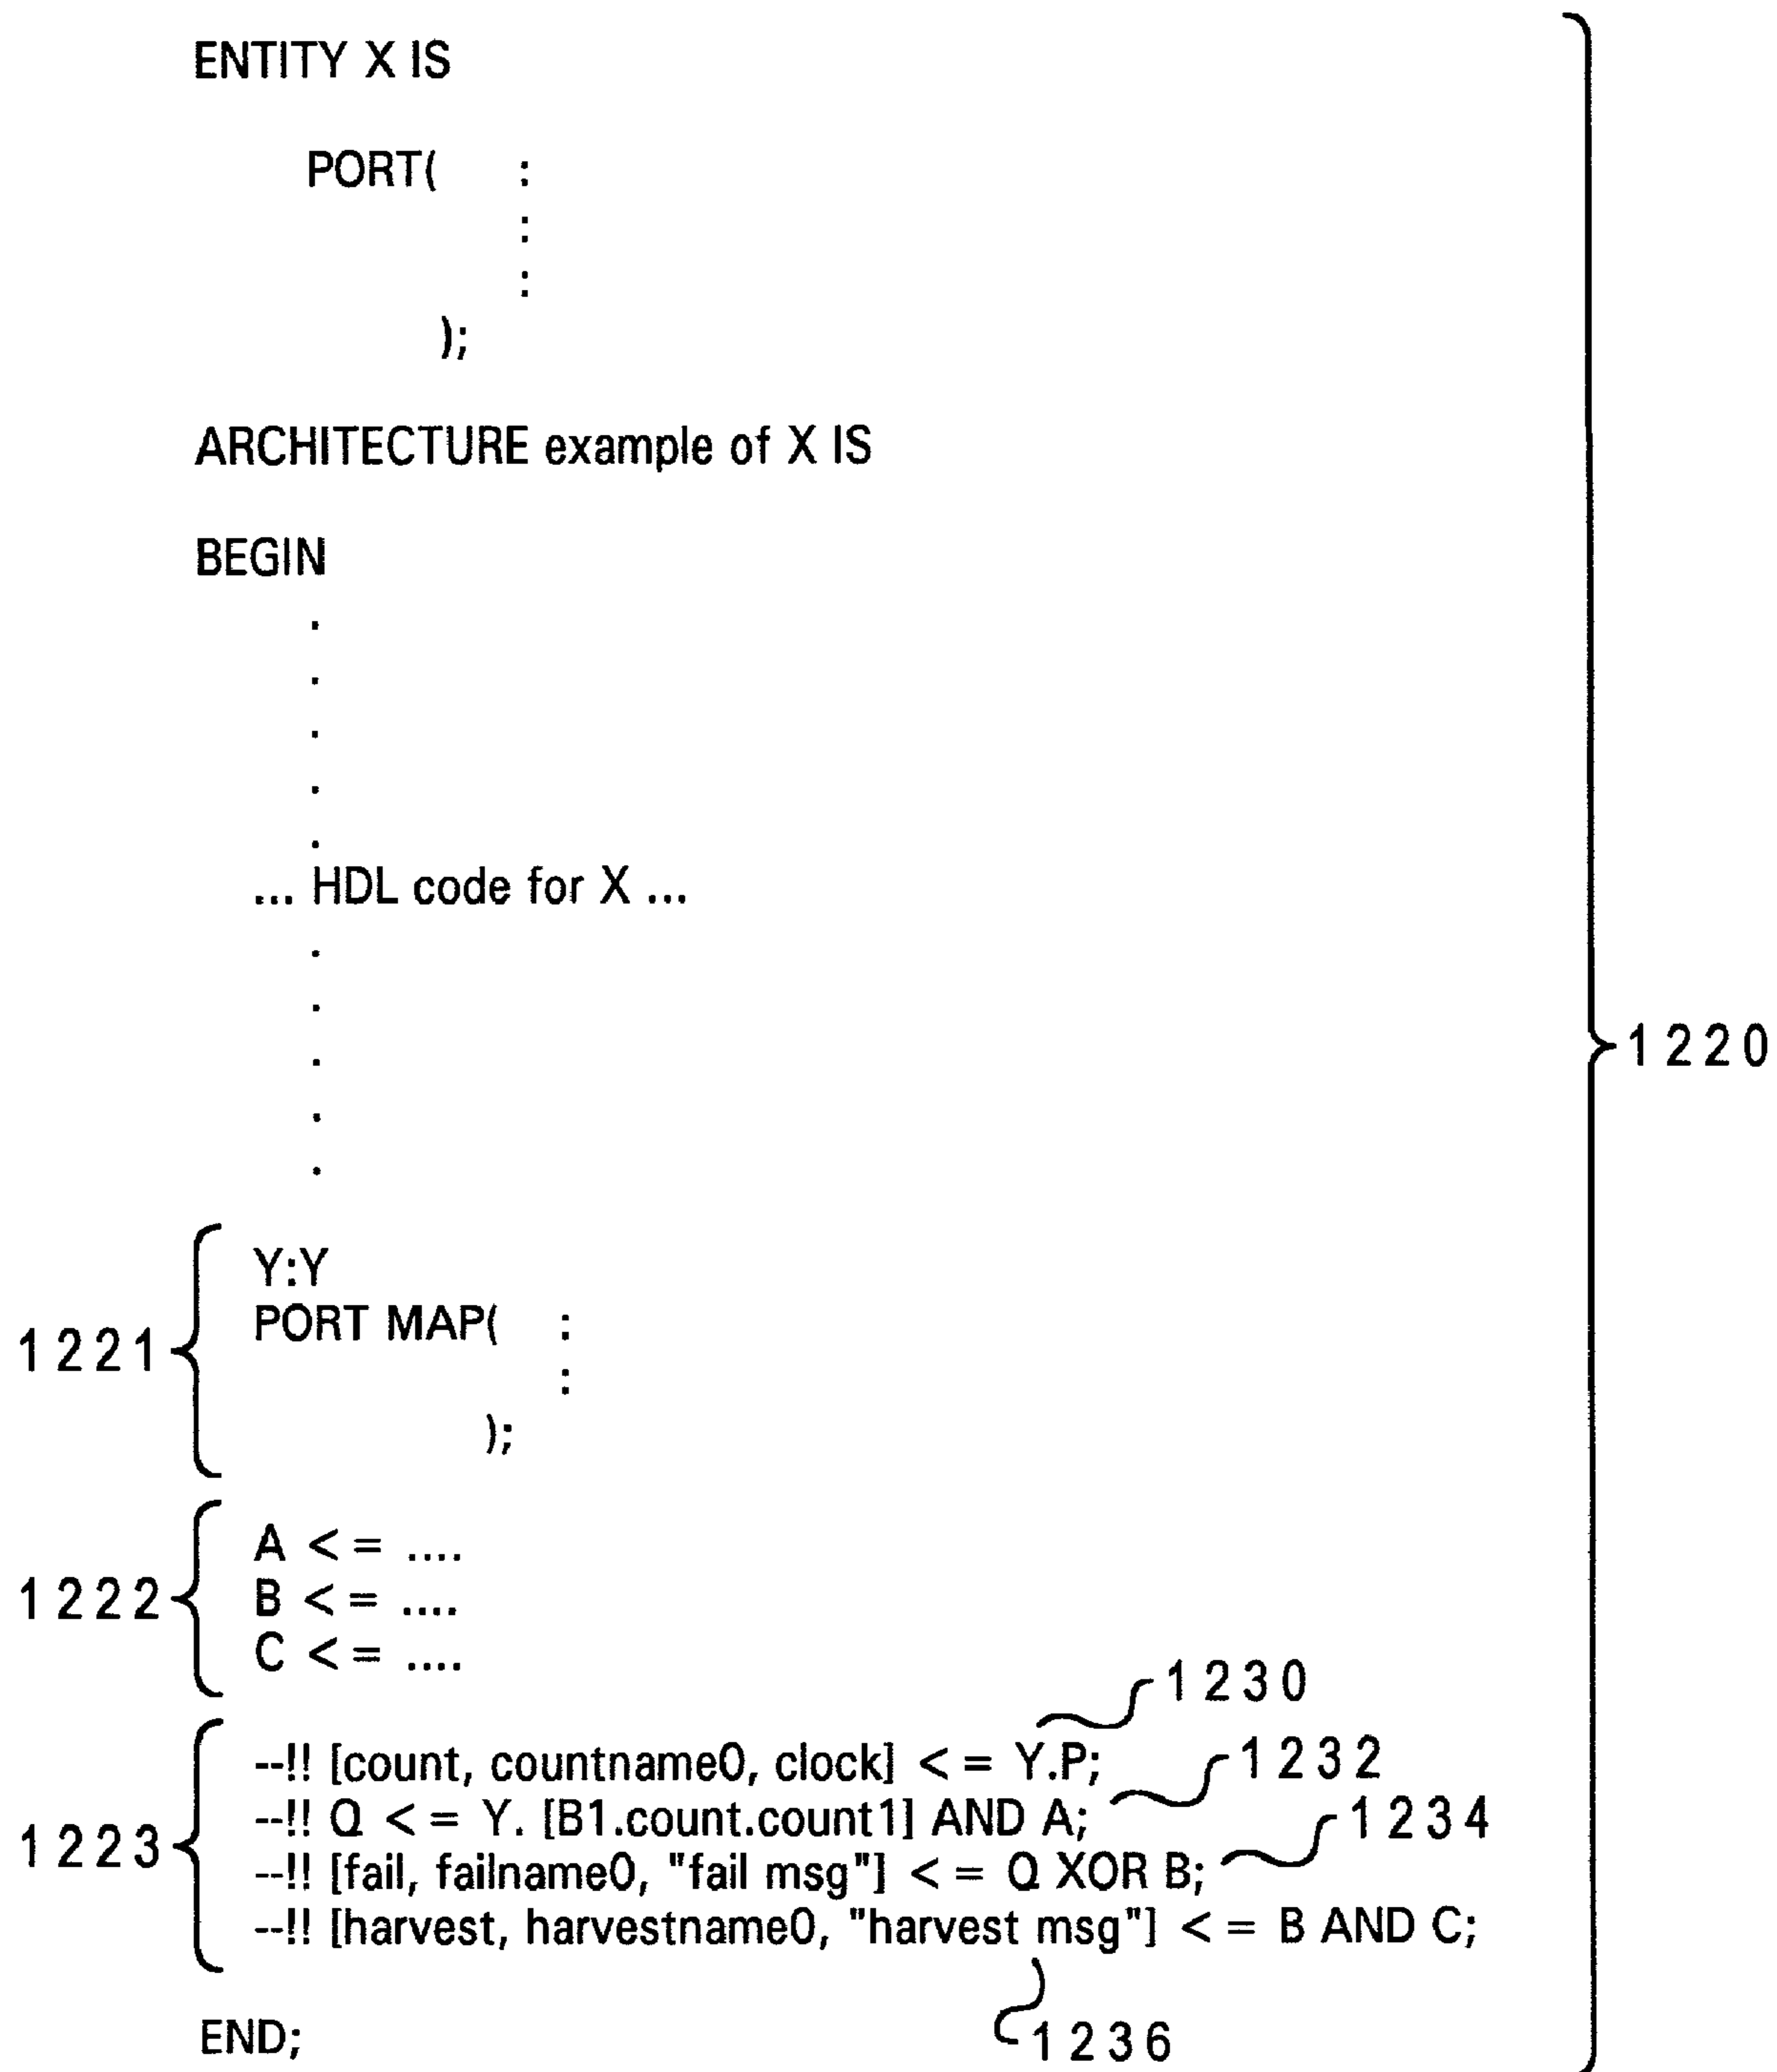 ENTITY X IS
PORT( :
:
:
);
ARCHITECTURE example of X IS
BEGIN
.
.
.
.
.
... HDL code for X ...
.
.
.
.
.
1220
Y:Y
PORT MAP( :
:
);
1221
A < = ....
B < = ....
C < = ....
1222
1230
--!! [count, countname0, clock] < = Y.P;
1232
--!! Q < = Y. [B1.count.count1] AND A;
1234
--!! [fail, failname0, "fail msg"] < = Q XOR B;
--!! [harvest, harvestname0, "harvest msg"] < = B AND C;
1223
1236
END;